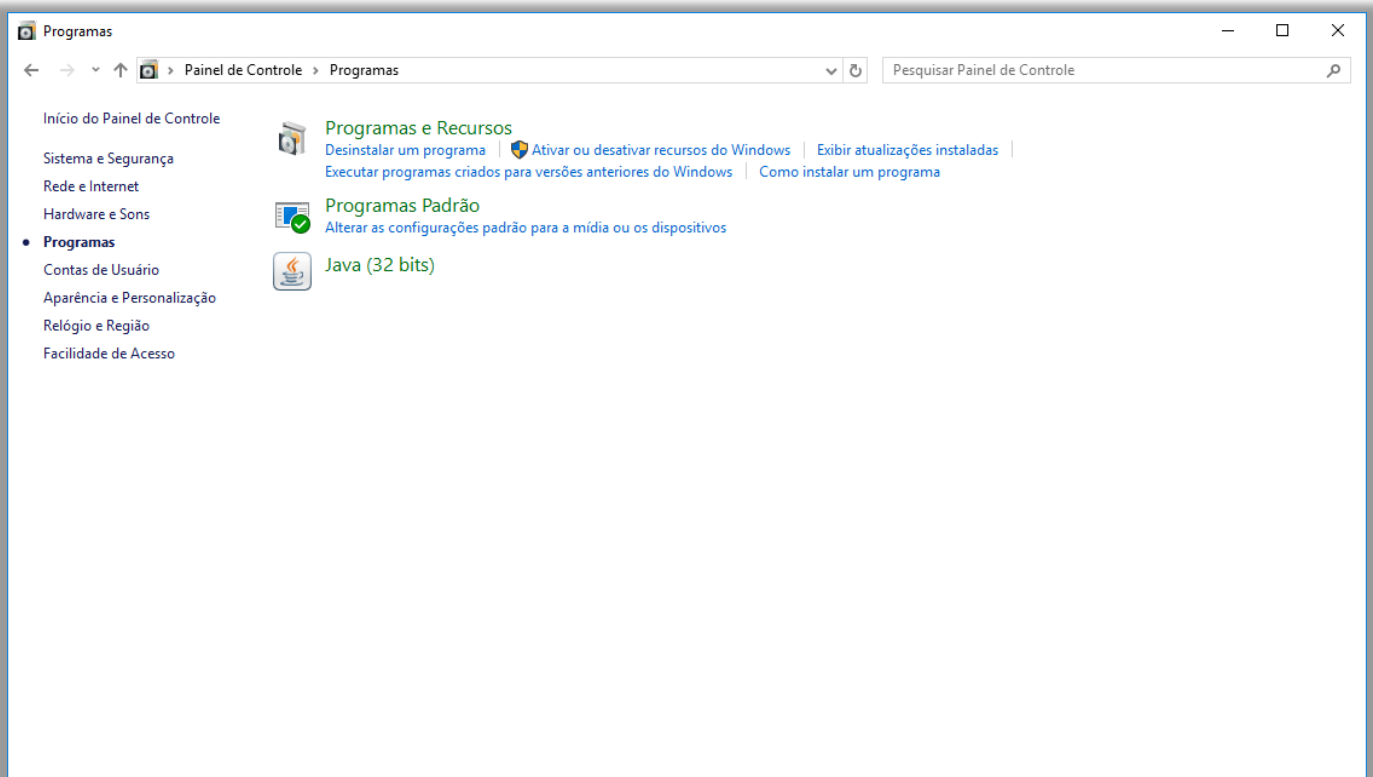 Programas
Painel de Controle > Programas
Pesquisar Painel de Controle
Início do Painel de Controle
Sistema e Segurança
Rede e Internet
Hardware e Sons
Programas
Contas de Usuário
Aparência e Personalização
Relógio e Região
Facilidade de Acesso
Programas e Recursos
Desinstalar um programa
Ativar ou desativar recursos do Windows
Exibir atualizações instaladas
Executar programas criados para versões anteriores do Windows
Como instalar um programa
Programas Padrão
Alterar as configurações padrão para a mídia ou os dispositivos
Java (32 bits)